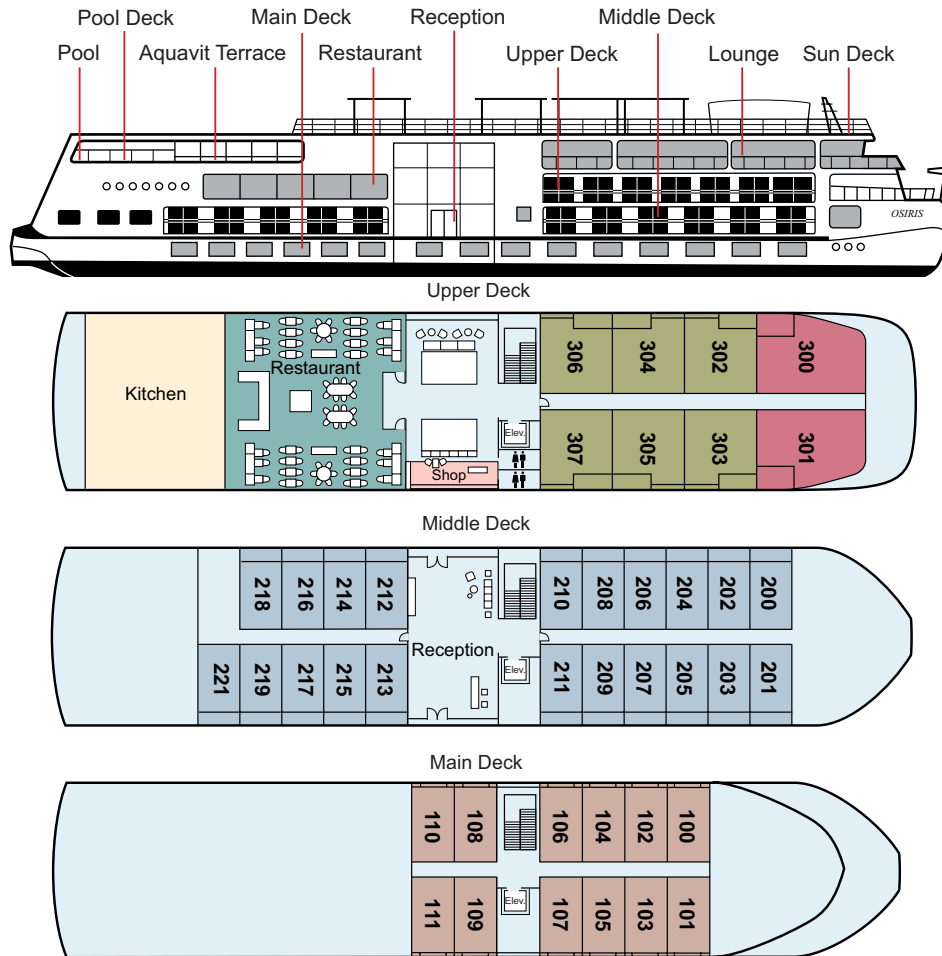 Pool Deck
Main Deck
Reception
Middle Deck
Pool
Aquavit Terrace
Restaurant
Upper Deck
Lounge
Sun Deck
OSIRIS
Upper Deck
306
304
302
300
Restaurant
Kitchen
Elev.
307
305
303
301
Shop
Middle Deck
218
216
214
212
210
208
206
204
202
200
Reception
Elev.
221
219
217
215
213
211
209
207
205
203
201
Main Deck
110
108
106
104
102
100
Elev.
111
109
107
105
103
101